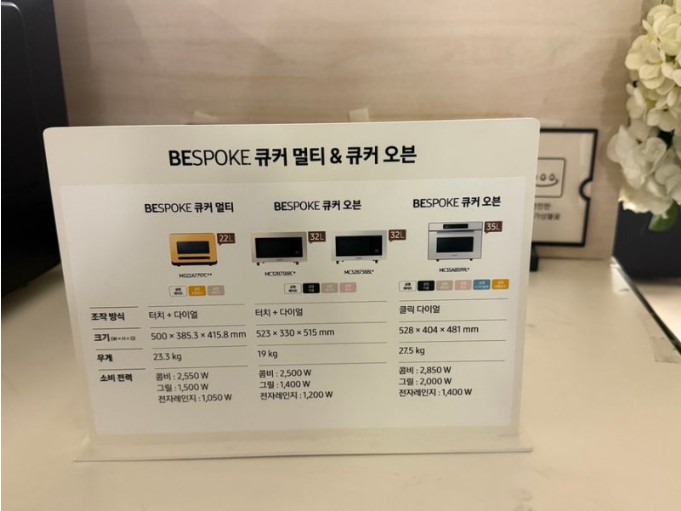 BESPOKE 큐커 멀티 & 큐커 오븐
BESPOKE 큐커 멀티
BESPOKE 큐커 오븐
BESPOKE 큐커 오븐
22L
32L
32L
35L
조작 방식
터치 + 다이얼
터치 + 다이얼
클릭 다이얼
크기 (W × H × D)
500 × 385.3 × 415.8 mm
523 × 330 × 515 mm
528 × 404 × 481 mm
무게
23.3 kg
19 kg
27.5 kg
소비 전력
콤비 : 2,550 W
그릴 : 1,500 W
전자레인지 : 1,050 W
콤비 : 2,500 W
그릴 : 1,400 W
전자레인지 : 1,200 W
콤비 : 2,850 W
그릴 : 2,000 W
전자레인지 : 1,400 W